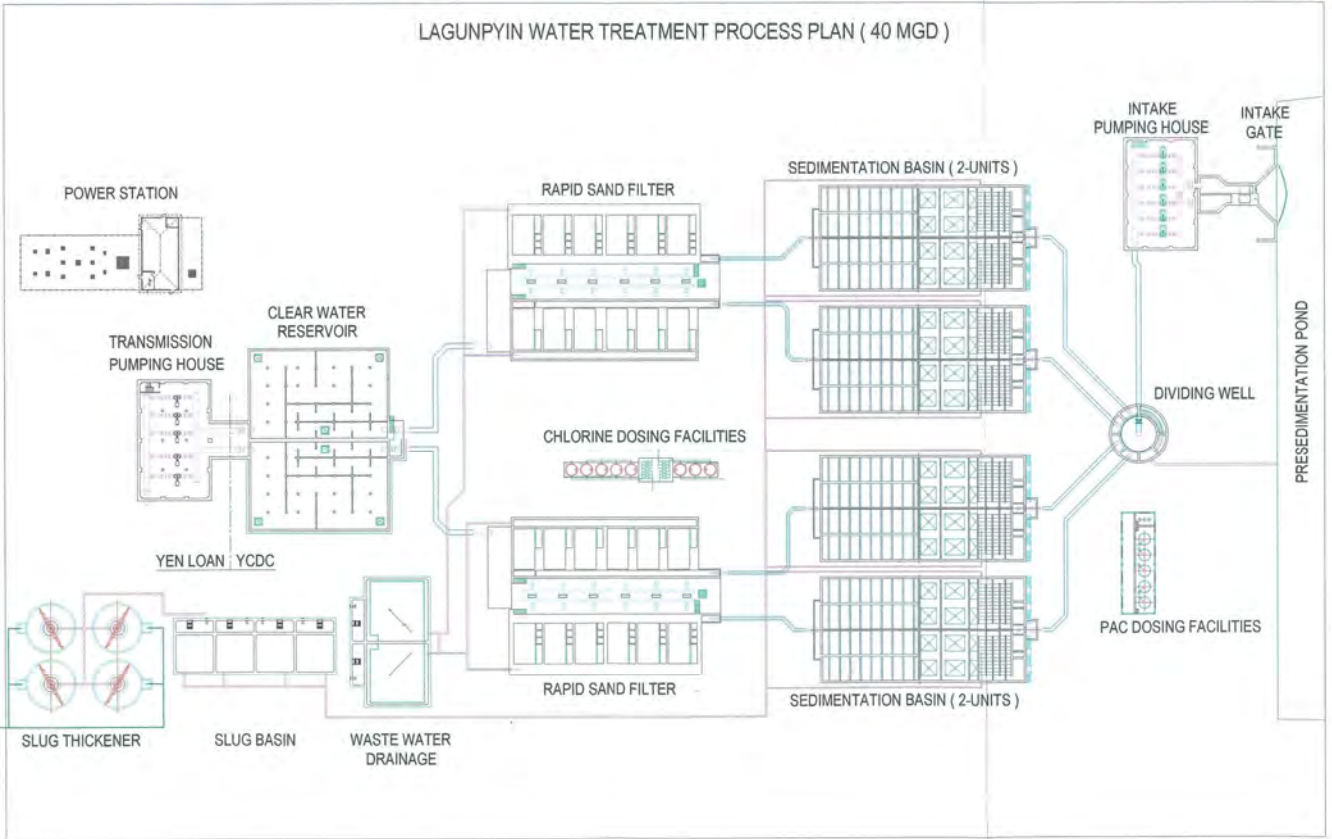 LAGUNPYIN WATER TREATMENT PROCESS PLAN ( 40 MGD )
INTAKE
PUMPING HOUSE
INTAKE
GATE
SEDIMENTATION BASIN ( 2-UNITS )
RAPID SAND FILTER
POWER STATION
CLEAR WATER
RESERVOIR
TRANSMISSION
PUMPING HOUSE
DIVIDING WELL
PRESEDIMENTATION POND
CHLORINE DOSING FACILITIES
YEN LOAN YCDC
PAC DOSING FACILITIES
RAPID SAND FILTER
SEDIMENTATION BASIN ( 2-UNITS )
SLUG THICKENER
SLUG BASIN
WASTE WATER
DRAINAGE